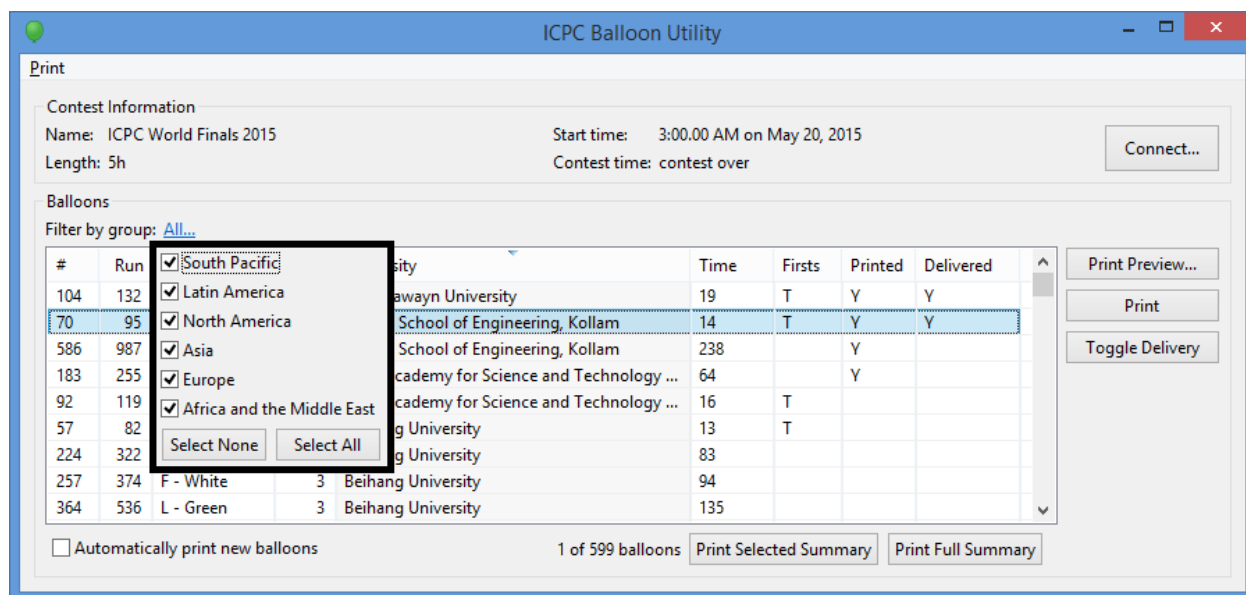 ICPC Balloon Utility
Print
Contest Information
Name: ICPC World Finals 2015 Start time: 3:00.00 AM on May 20, 2015
Connect...
Length: 5h Contest time: contest over
Balloons
Filter by group: All...
# Run sity Time Firsts Printed Delivered
South Pacific
Latin America
North America
Asia
Europe
Africa and the Middle East
Select None Select All
104 132 awayn University 19 T Y Y
70 95 School of Engineering, Kollam 14 T Y Y
586 987 School of Engineering, Kollam 238 Y
183 255 cademy for Science and Technology ... 64 Y
92 119 cademy for Science and Technology ... 16 T
57 82 g University 13 T
224 322 g University 83
257 374 F - White 3 Beihang University 94
364 536 L - Green 3 Beihang University 135
Print Preview...
Print
Toggle Delivery
Automatically print new balloons 1 of 599 balloons Print Selected Summary Print Full Summary